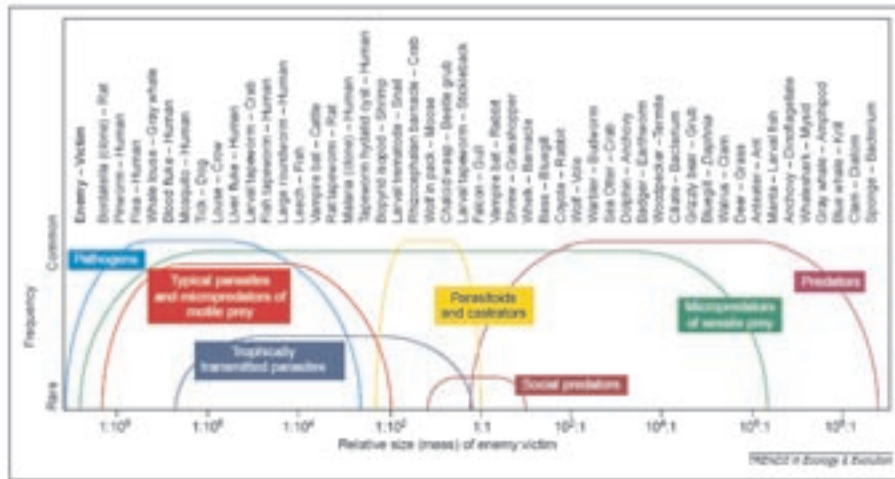 Enemy – Victim
Bordatella (clone) – Rat
Pinworm – Human
Flea – Human
Whale louse – Gray whale
Blood fluke – Human
Mosquito – Human
Tick – Dog
Louse – Crow
Liver fluke – Human
Larval tapeworm – Crab
Fish tapeworm – Human
Large roundworm – Human
Leech – Fish
Vampire bat – Cattle
Rat tapeworm – Rat
Malaria (clone) – Human
Tapeworm hydatid cyst – Human
Bopyrid isopod – Shrimp
Larval trematode – Snail
Rhizocephalan barnacle – Crab
Wolf in pack – Moose
Chalcid wasp – Beetle grub
Larval tapeworm – Stickleback
Falcon – Gull
Vampire bat – Rabbit
Shrew – Grasshopper
Whelk – Barnacle
Bass – Bluegill
Coyote – Rabbit
Wolf – Vole
Warbler – Budworm
Sea Otter – Crab
Dolphin – Anchovy
Badger – Earthworm
Woodpecker – Termite
Ciliate – Bacterium
Grizzly bear – Grub
Bluegill – Daphnia
Walrus – Clam
Deer – Grass
Anteater – Ant
Manta – Larval fish
Anchovy – Dinoflagellate
Whaleshark – Mysid
Gray whale – Amphipod
Blue whale – Krill
Clam – Diatom
Sponge – Bacterium
Common
Frequency
Rare
Pathogens
Typical parasites
and micropredators of
motile prey
Trophically
transmitted parasites
Parasitoids
and castrators
Social predators
Micropredators
of sessile prey
Predators
1:10⁴
1:10²
1:1
10²:1
10⁴:1
10⁶:1
10⁸:1
Relative size (mass) of enemy victim
TRENDS in Ecology & Evolution